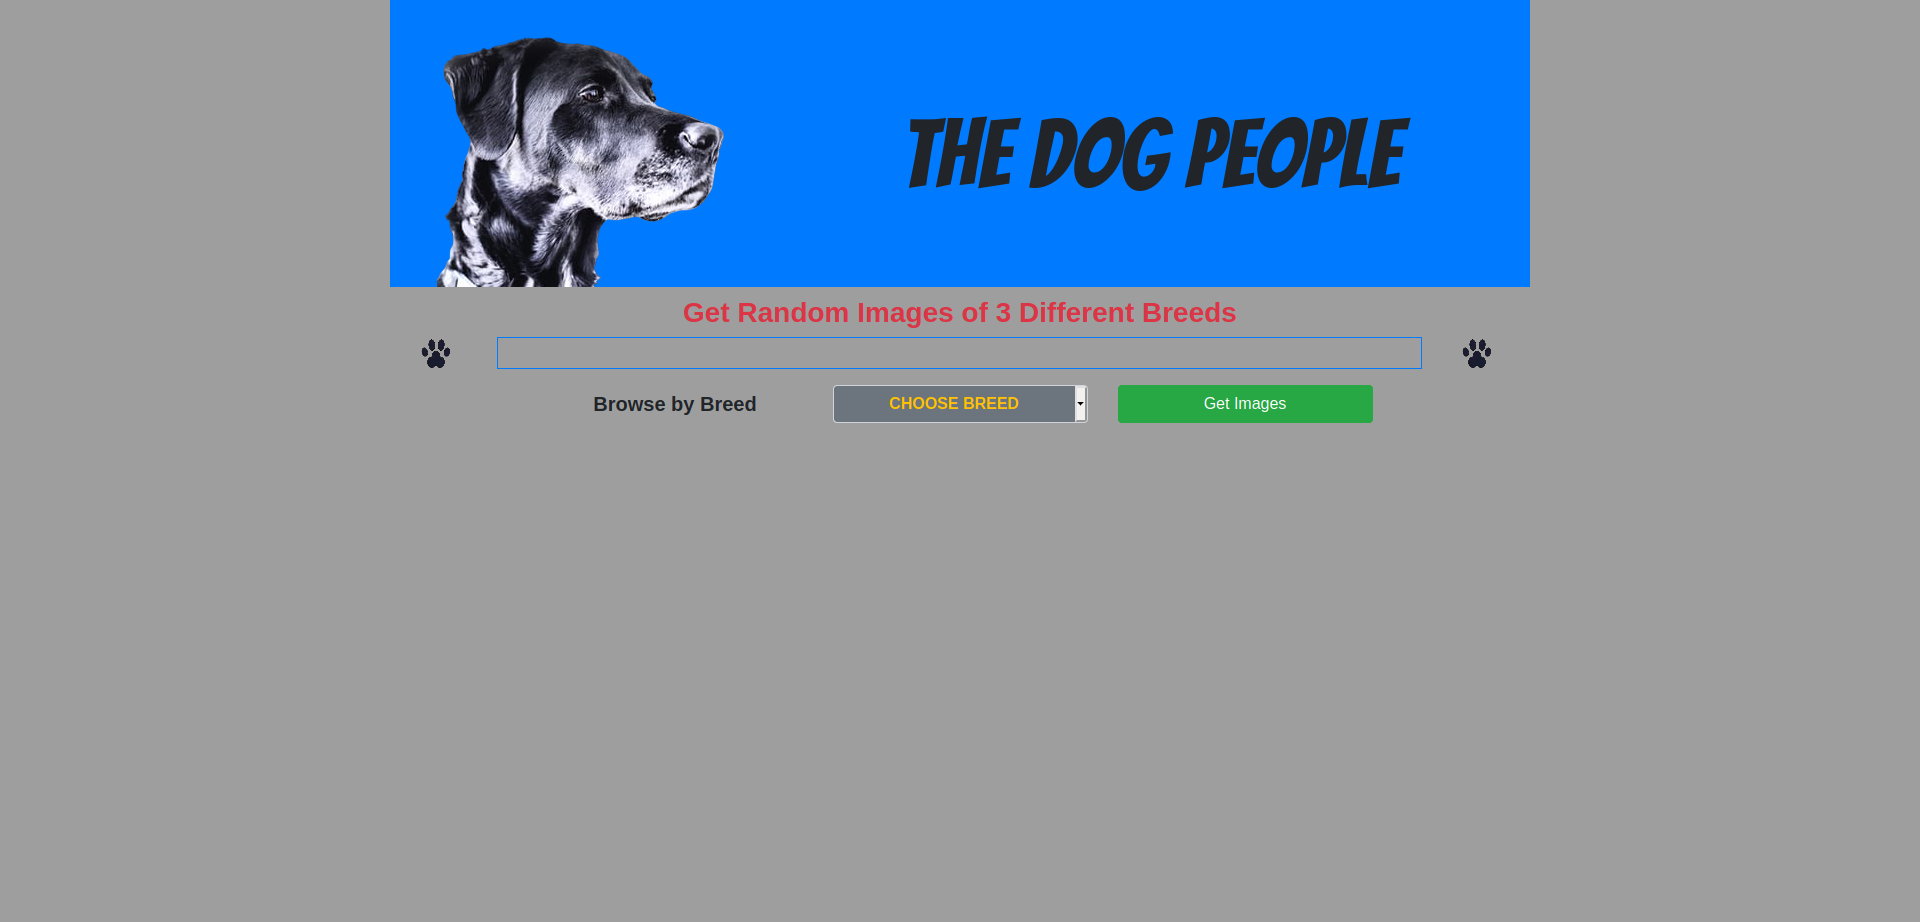 THE DOG PEOPLE
Get Random Images of 3 Different Breeds
Browse by Breed
CHOOSE BREED
Get Images